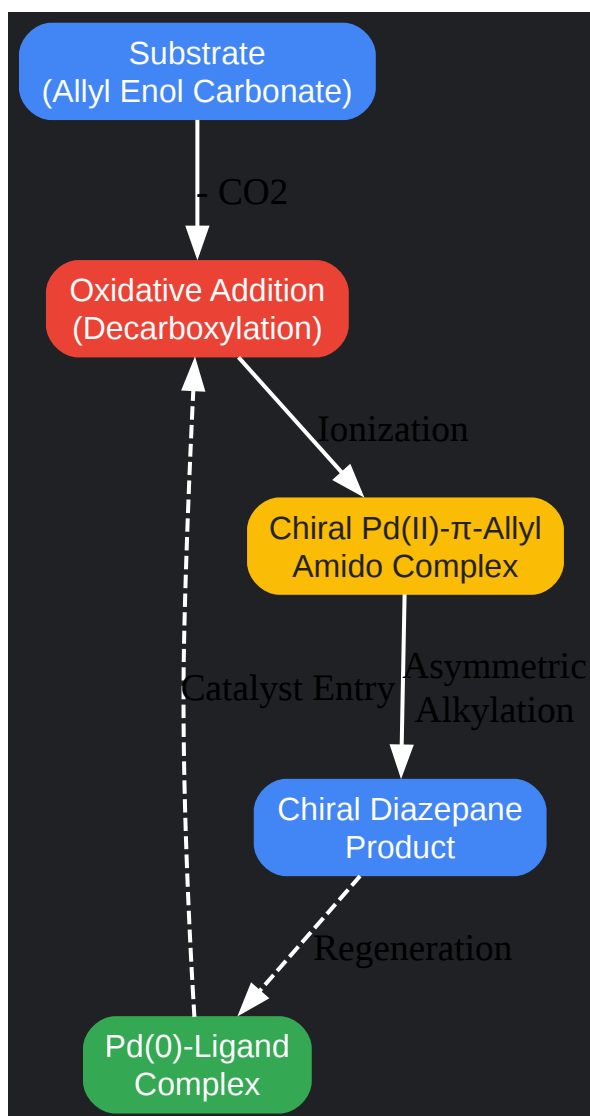 Substrate
(Allyl Enol Carbonate)
- CO2
Oxidative Addition
(Decarboxylation)
Ionization
Chiral Pd(II)-π-Allyl
Amido Complex
Catalyst Entry
Asymmetric
Alkylation
Chiral Diazepane
Product
Regeneration
Pd(0)-Ligand
Complex